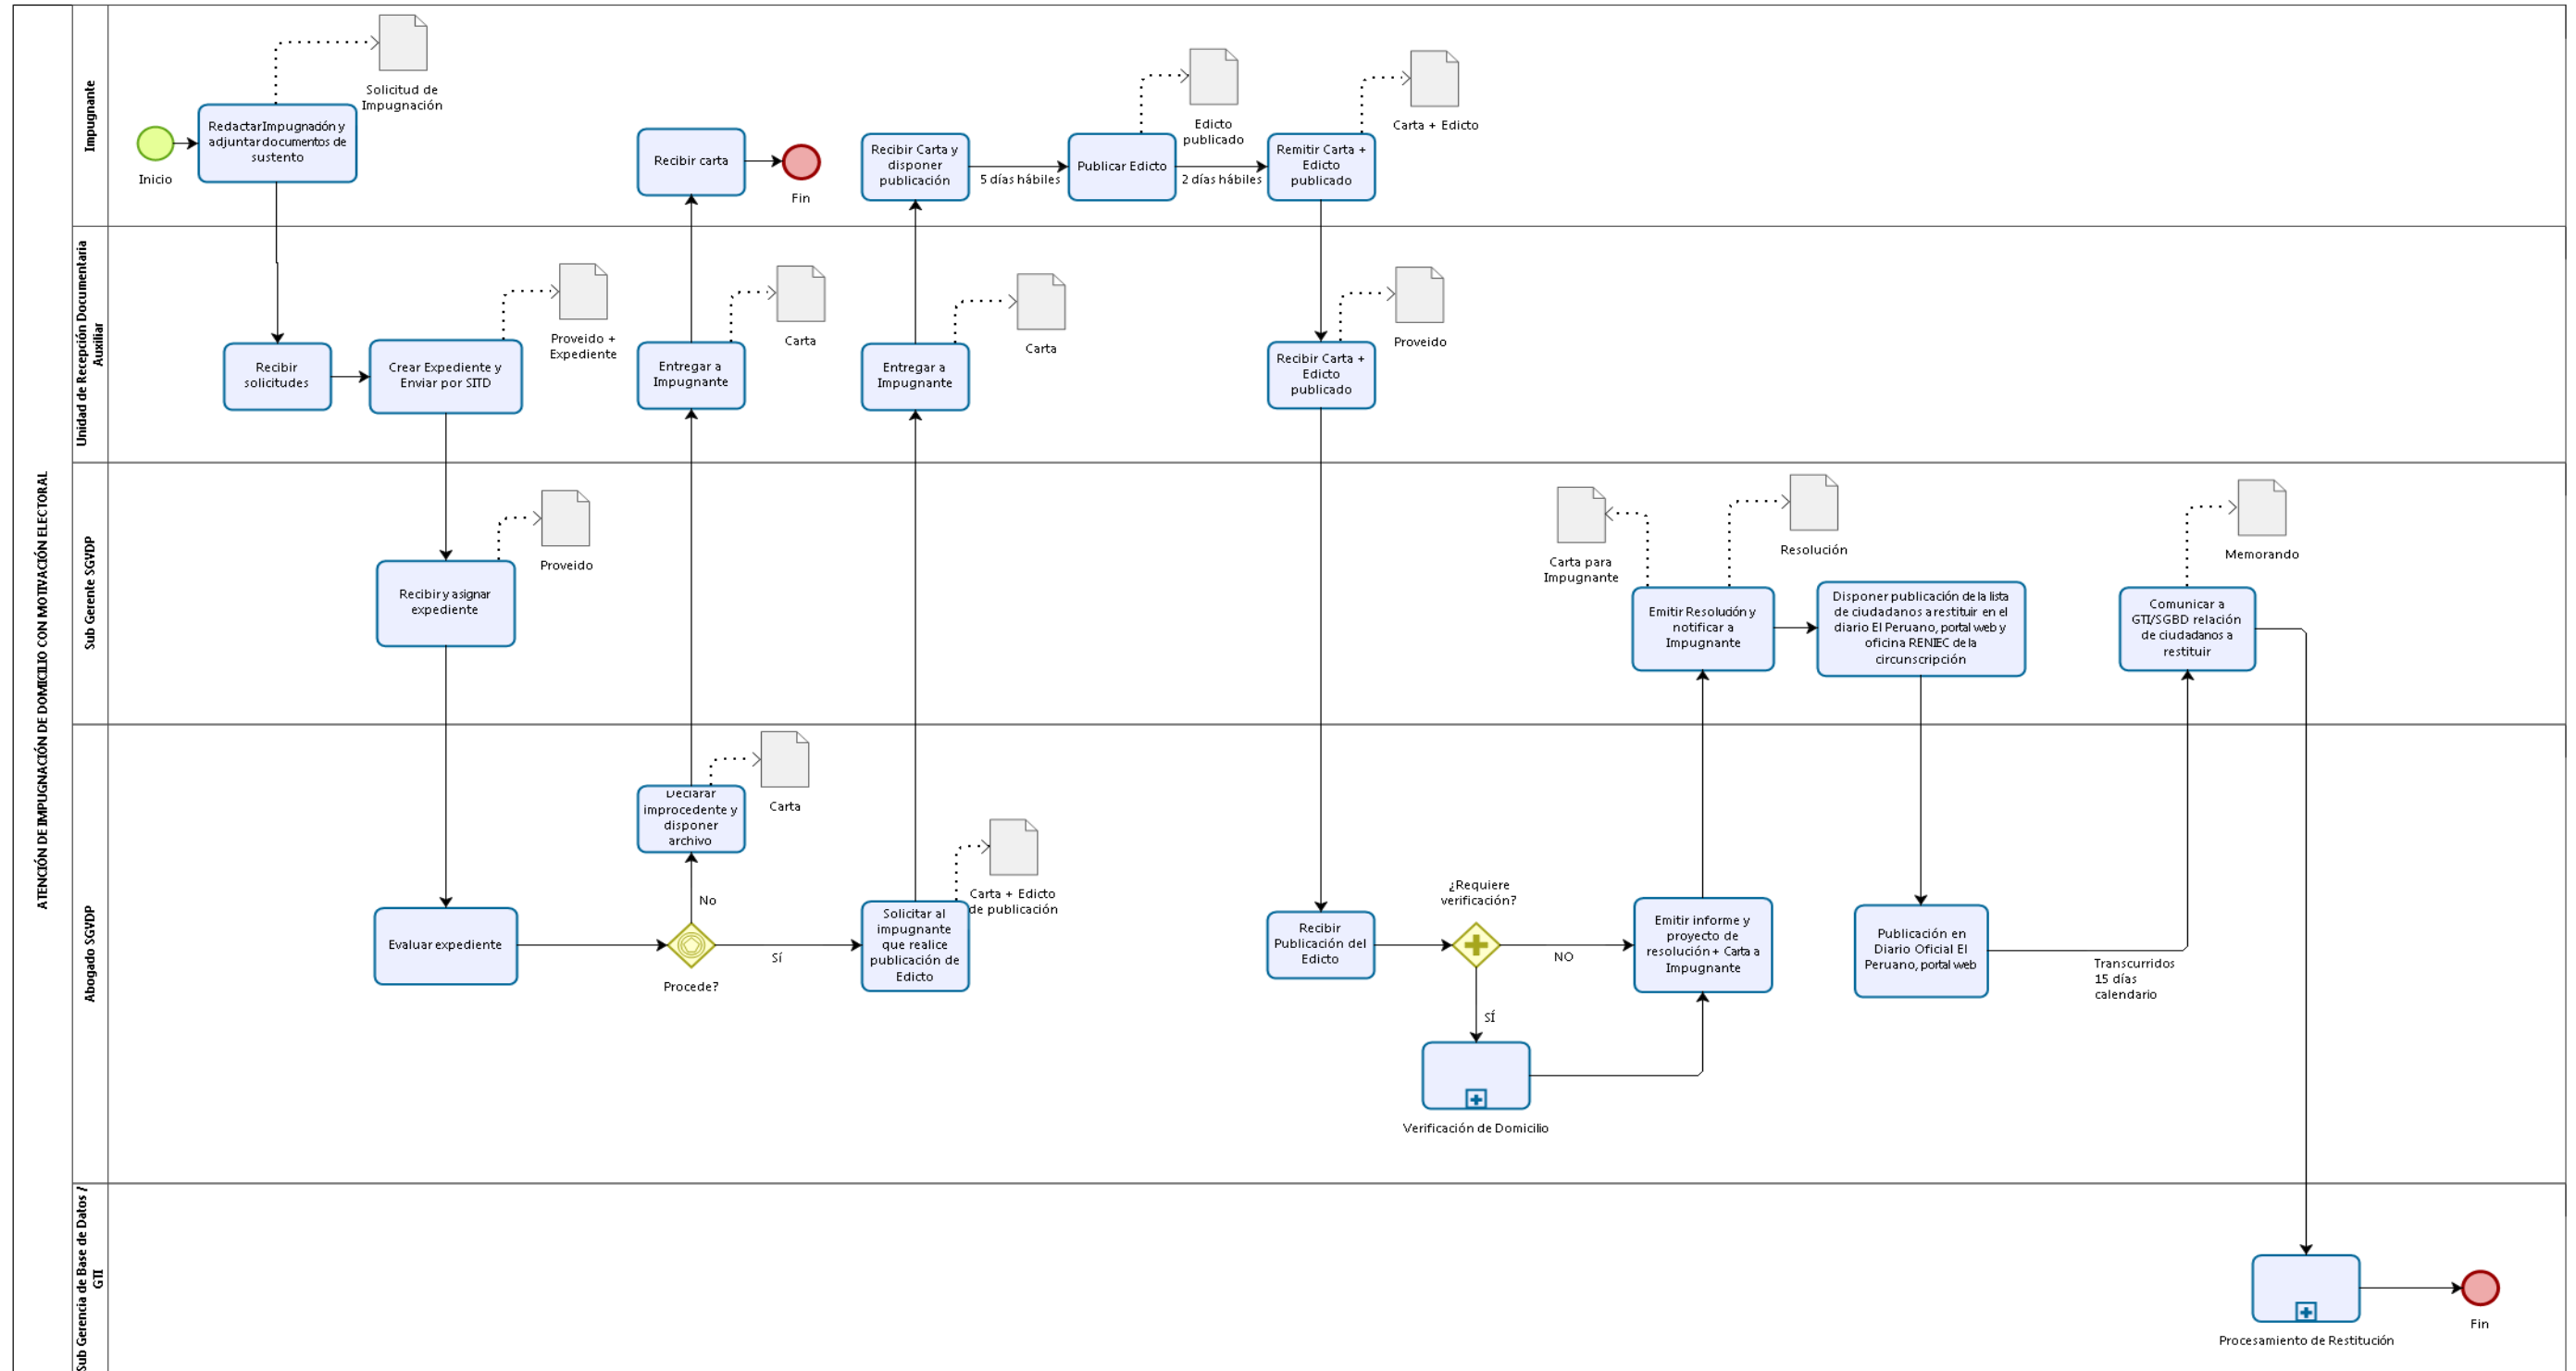 ATENCIÓN DE IMPUGNACIÓN DE DOMICILIO CON MOTIVACIÓN ELECTORAL
Impugnante
Inicio
Redactar Impugnación y
adjuntar documentos de
sustento
Solicitud de
Impugnación
Recibir carta
Fin
Recibir Carta y
disponer
publicación
5 días hábiles
Publicar Edicto
Edicto
publicado
2 días hábiles
Remitir Carta +
Edicto
publicado
Carta + Edicto
Unidad de Recepción Documentaria
Auxiliar
Recibir
solicitudes
Crear Expediente y
Enviar por SITD
Proveido +
Expediente
Entregar a
Impugnante
Carta
Entregar a
Impugnante
Carta
Recibir Carta +
Edicto
publicado
Proveido
Sub Gerente SGVDP
Recibir y asignar
expediente
Proveido
Carta para
Impugnante
Emitir Resolución y
notificar a
Impugnante
Resolución
Disponer publicación de la lista
de ciudadanos a restituir en el
diario El Peruano, portal web y
oficina RENIEC de la
circunscripción
Comunicar a
GTI/SGBD relación
de ciudadanos a
restituir
Memorando
Abogado SGVDP
Evaluar expediente
Procede?
No
Declarar
improcedente y
disponer
archivo
Carta
Sí
Solicitar al
impugnante
que realice
publicación de
Edicto
Carta + Edicto
de publicación
Recibir
Publicación del
Edicto
¿Requiere
verificación?
NO
SÍ
Verificación de Domicilio
Emitir informe y
proyecto de
resolución + Carta a
Impugnante
Publicación en
Diario Oficial El
Peruano, portal web
Transcurridos
15 días
calendario
Sub Gerencia de Base de Datos /
GTI
Procesamiento de Restitución
Fin